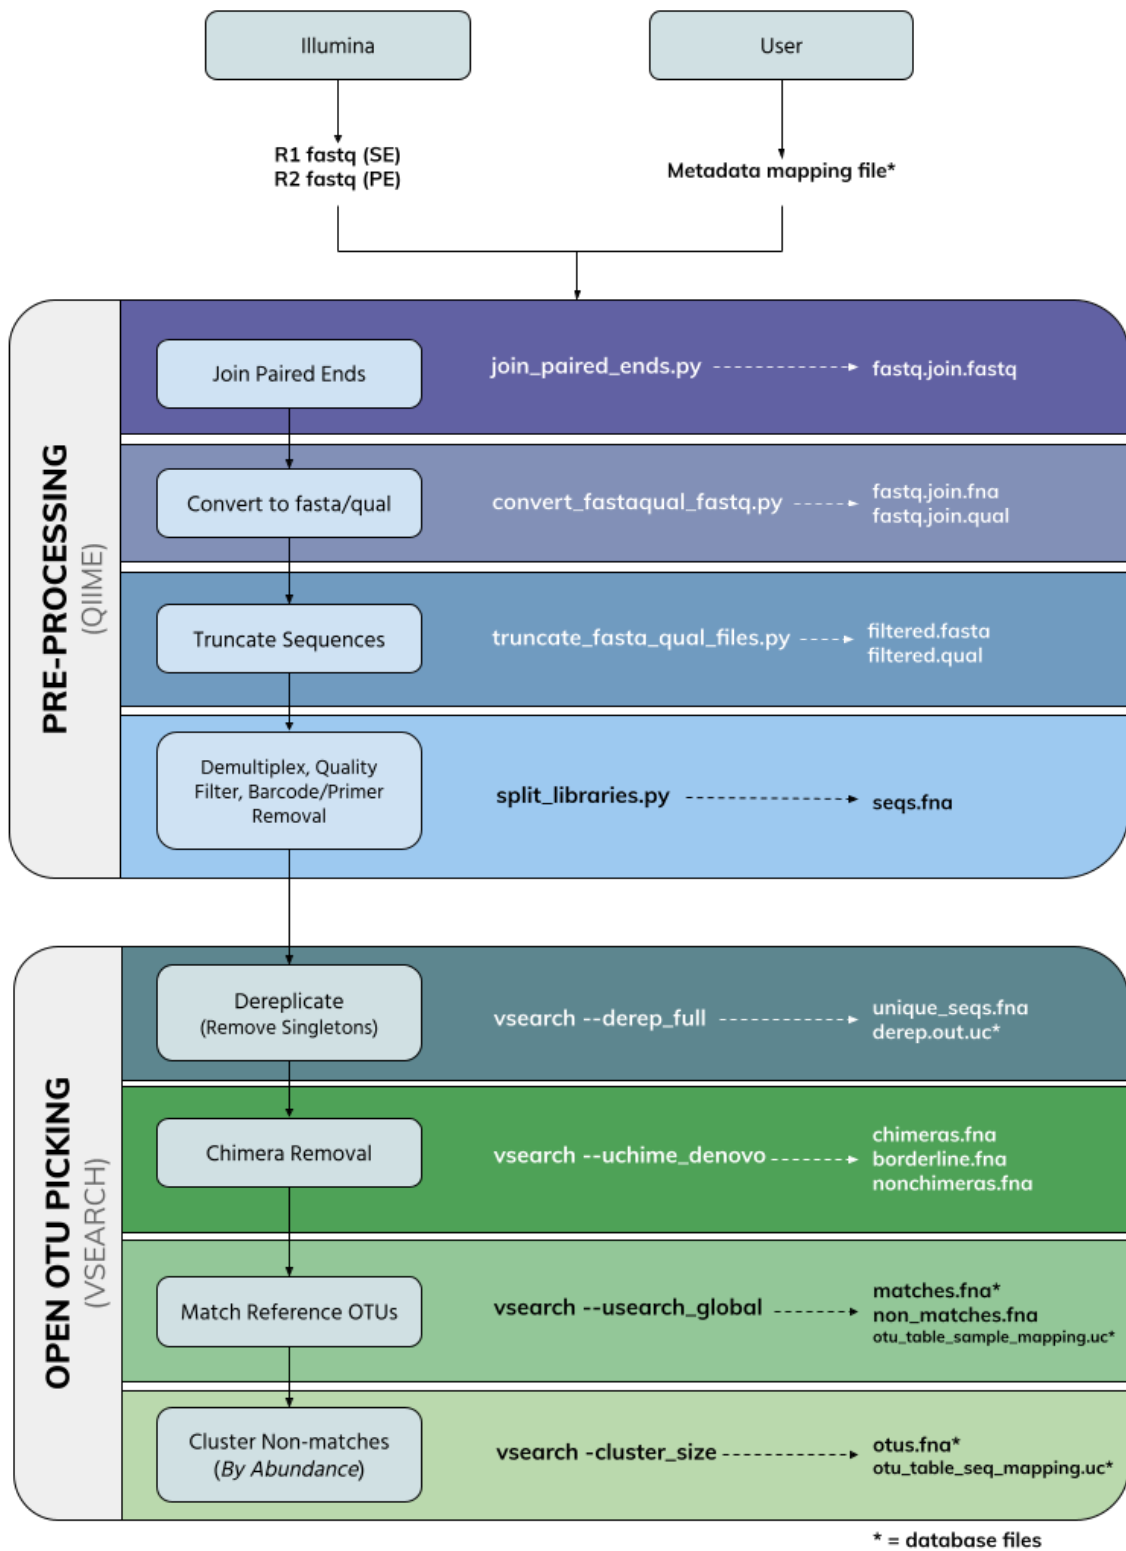 Illumina
User
R1 fastq (SE)
R2 fastq (PE)
Metadata mapping file*
PRE-PROCESSING
(QIIME)
Join Paired Ends
join_paired_ends.py
fastq.join.fastq
Convert to fasta/qual
convert_fastaqual_fastq.py
fastq.join.fna
fastq.join.qual
Truncate Sequences
truncate_fasta_qual_files.py
filtered.fasta
filtered.qual
Demultiplex, Quality
Filter, Barcode/Primer
Removal
split_libraries.py
seqs.fna
OPEN OTU PICKING
(VSEARCH)
Dereplicate
(Remove Singletons)
vsearch --derep_full
unique_seqs.fna
derep.out.uc*
Chimera Removal
vsearch --uchime_denovo
chimeras.fna
borderline.fna
nonchimeras.fna
Match Reference OTUs
vsearch --usearch_global
matches.fna*
non_matches.fna
otu_table_sample_mapping.uc*
Cluster Non-matches
(By Abundance)
vsearch -cluster_size
otus.fna*
otu_table_seq_mapping.uc*
* = database files